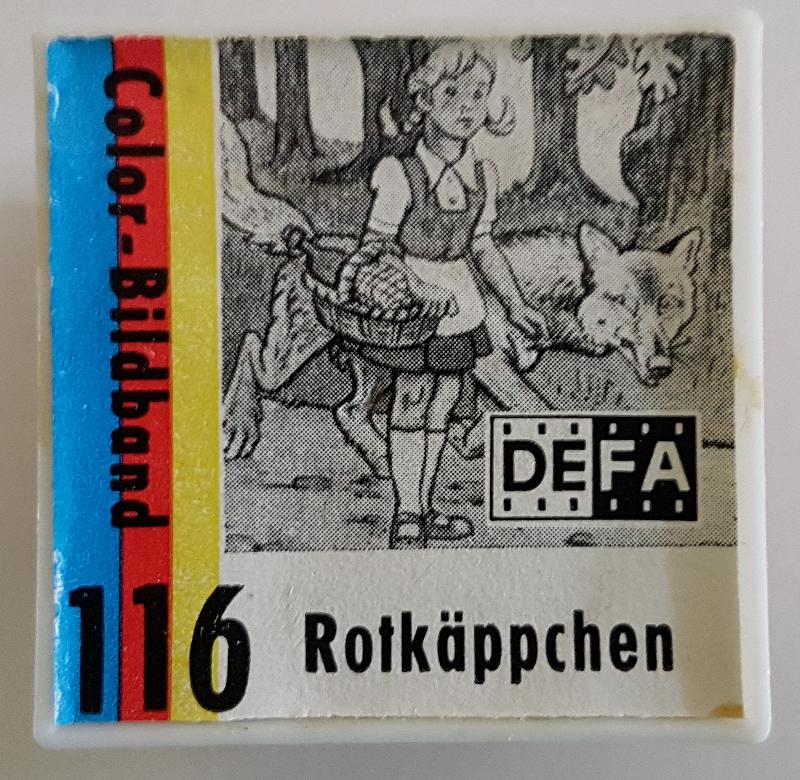 Color-Bildband
DEFA
116 Rotkäppchen